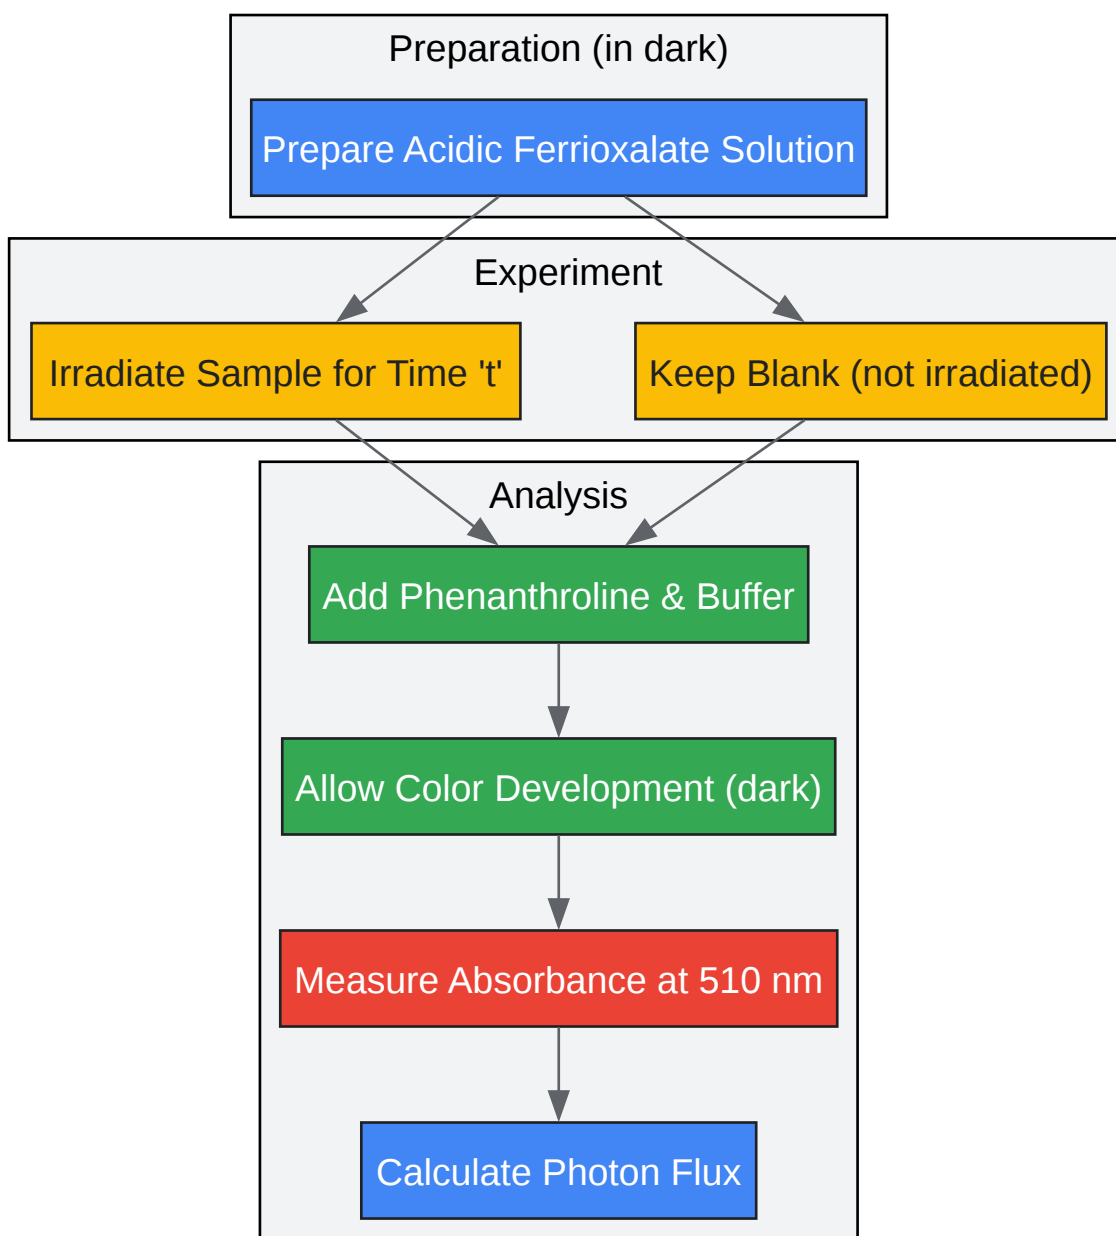 Preparation (in dark)
Prepare Acidic Ferrioxalate Solution
Experiment
Irradiate Sample for Time 't'
Keep Blank (not irradiated)
Analysis
Add Phenanthroline & Buffer
Allow Color Development (dark)
Measure Absorbance at 510 nm
Calculate Photon Flux